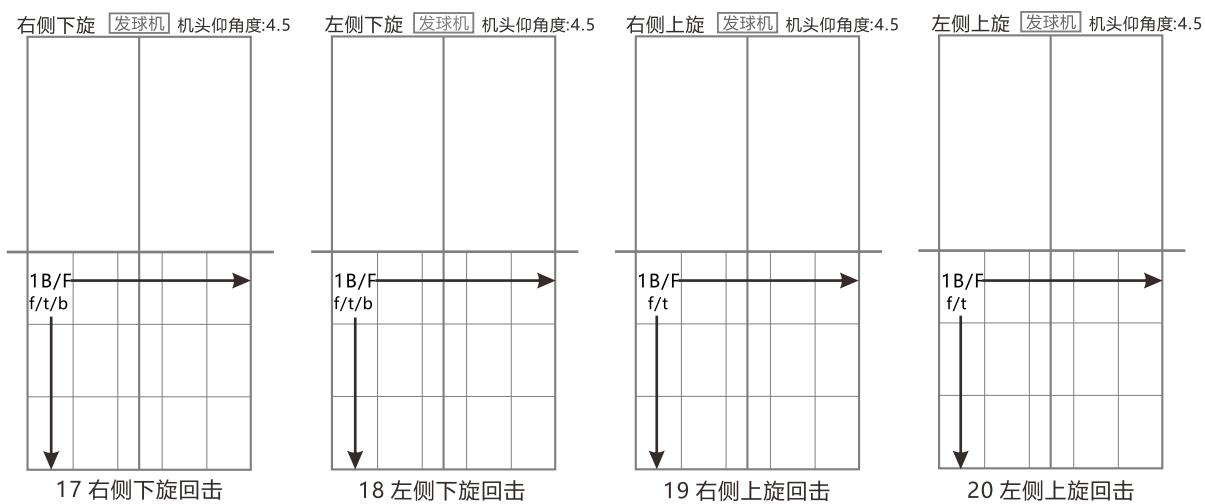 右侧下旋 发球机 机头仰角度:4.5
1B/F
f/t/b
17 右侧下旋回击
左侧下旋 发球机 机头仰角度:4.5
1B/F
f/t/b
18 左侧下旋回击
右侧上旋 发球机 机头仰角度:4.5
1B/F
f/t
19 右侧上旋回击
左侧上旋 发球机 机头仰角度:4.5
1B/F
f/t
20 左侧上旋回击